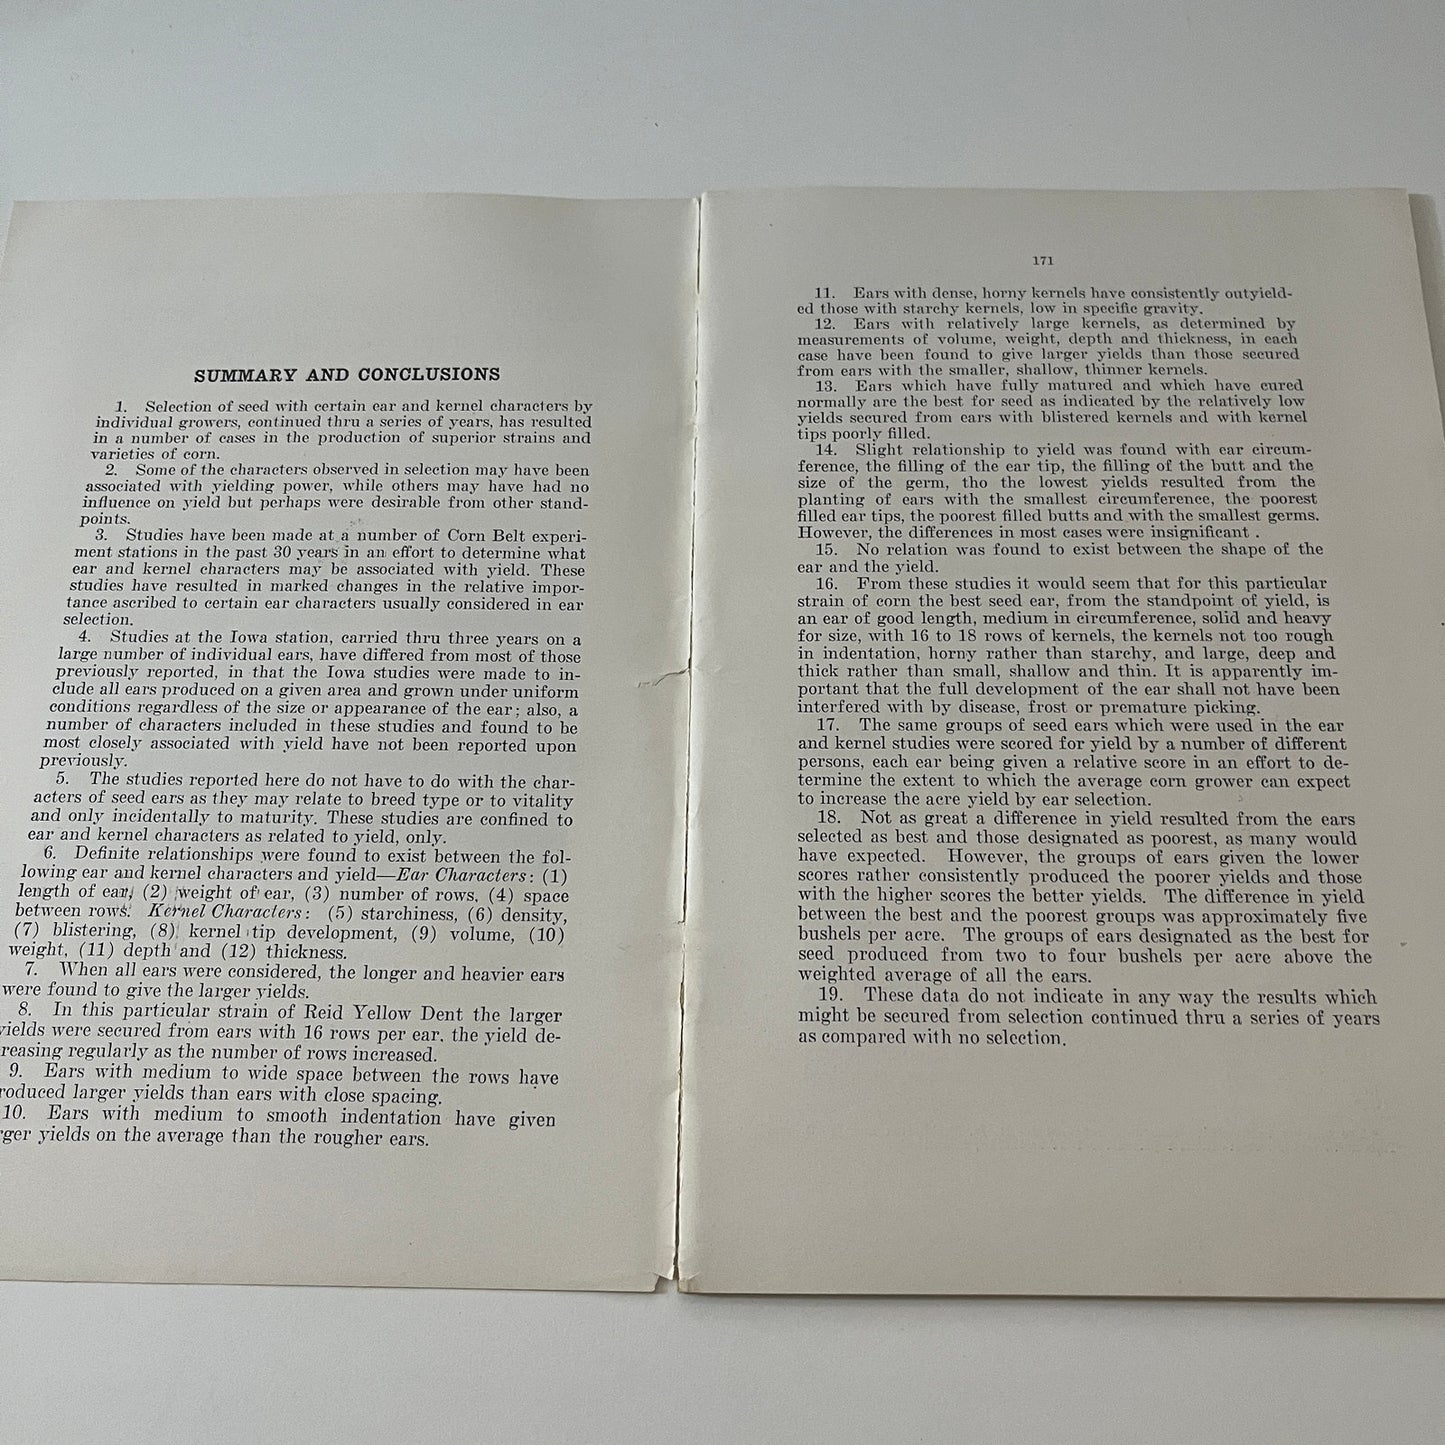 SUMMARY AND CONCLUSIONS
1. Selection of seed with certain ear and kernel characters by
individual growers, continued thru a series of years, has resulted
in a number of cases in the production of superior strains and
varieties of corn.
2. Some of the characters observed in selection may have been
associated with yielding power, while others may have had no
influence on yield but perhaps were desirable from other stand-
points.
3. Studies have been made at a number of Corn Belt experi-
ment stations in the past 30 years in an effort to determine what
ear and kernel characters may be associated with yield. These
studies have resulted in marked changes in the relative impor-
tance ascribed to certain ear characters usually considered in ear
selection.
4. Studies at the Iowa station, carried thru three years on a
large number of individual ears, have differed from most of those
previously reported, in that the Iowa studies were made to in-
clude all ears produced on a given area and grown under uniform
conditions regardless of the size or appearance of the ear; also, a
number of characters included in these studies and found to be
most closely associated with yield have not been reported upon
previously.
5. The studies reported here do not have to do with the char-
acters of seed ears as they may relate to breed type or to vitality
and only incidentally to maturity. These studies are confined to
ear and kernel characters as related to yield, only.
6. Definite relationships were found to exist between the fol-
lowing ear and kernel characters and yield—Ear Characters: (1)
length of ear, (2) weight of ear, (3) number of rows, (4) space
between rows. Kernel Characters: (5) starchiness, (6) density,
(7) blistering, (8) kernel tip development, (9) volume, (10)
weight, (11) depth and (12) thickness.
7. When all ears were considered, the longer and heavier ears
were found to give the larger yields.
8. In this particular strain of Reid Yellow Dent the larger
yields were secured from ears with 16 rows per ear, the yield de-
reasing regularly as the number of rows increased.
9. Ears with medium to wide space between the rows have
roduced larger yields than ears with close spacing.
10. Ears with medium to smooth indentation have given
rger yields on the average than the rougher ears.
171
11. Ears with dense, horny kernels have consistently outyield-
ed those with starchy kernels, low in specific gravity.
12. Ears with relatively large kernels, as determined by
measurements of volume, weight, depth and thickness, in each
case have been found to give larger yields than those secured
from ears with the smaller, shallow, thinner kernels.
13. Ears which have fully matured and which have cured
normally are the best for seed as indicated by the relatively low
yields secured from ears with blistered kernels and with kernel
tips poorly filled.
14. Slight relationship to yield was found with ear circum-
ference, the filling of the ear tip, the filling of the butt and the
size of the germ, tho the lowest yields resulted from the
planting of ears with the smallest circumference, the poorest
filled ear tips, the poorest filled butts and with the smallest germs.
However, the differences in most cases were insignificant .
15. No relation was found to exist between the shape of the
ear and the yield.
16. From these studies it would seem that for this particular
strain of corn the best seed ear, from the standpoint of yield, is
an ear of good length, medium in circumference, solid and heavy
for size, with 16 to 18 rows of kernels, the kernels not too rough
in indentation, horny rather than starchy, and large, deep and
thick rather than small, shallow and thin. It is apparently im-
portant that the full development of the ear shall not have been
interfered with by disease, frost or premature picking.
17. The same groups of seed ears which were used in the ear
and kernel studies were scored for yield by a number of different
persons, each ear being given a relative score in an effort to de-
termine the extent to which the average corn grower can expect
to increase the acre yield by ear selection.
18. Not as great a difference in yield resulted from the ears
selected as best and those designated as poorest, as many would
have expected. However, the groups of ears given the lower
scores rather consistently produced the poorer yields and those
with the higher scores the better yields. The difference in yield
between the best and the poorest groups was approximately five
bushels per acre. The groups of ears designated as the best for
seed produced from two to four bushels per acre above the
weighted average of all the ears.
19. These data do not indicate in any way the results which
might be secured from selection continued thru a series of years
as compared with no selection.